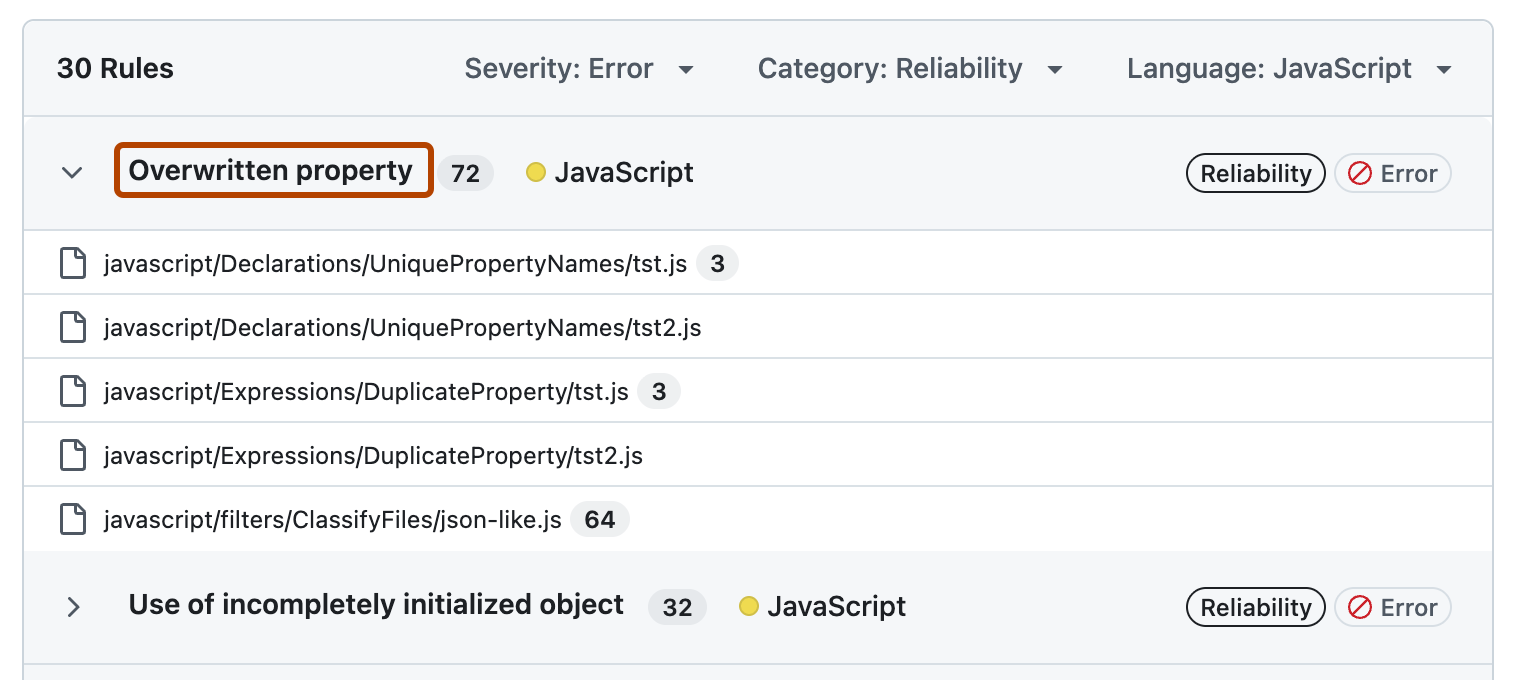 30 Rules Severity: Error Category: Reliability Language: JavaScript
Overwritten property 72 JavaScript Reliability Error
javascript/Declarations/UniquePropertyNames/tst.js 3
javascript/Declarations/UniquePropertyNames/tst2.js
javascript/Expressions/DuplicateProperty/tst.js 3
javascript/Expressions/DuplicateProperty/tst2.js
javascript/filters/ClassifyFiles/json-like.js 64
Use of incompletely initialized object 32 JavaScript Reliability Error